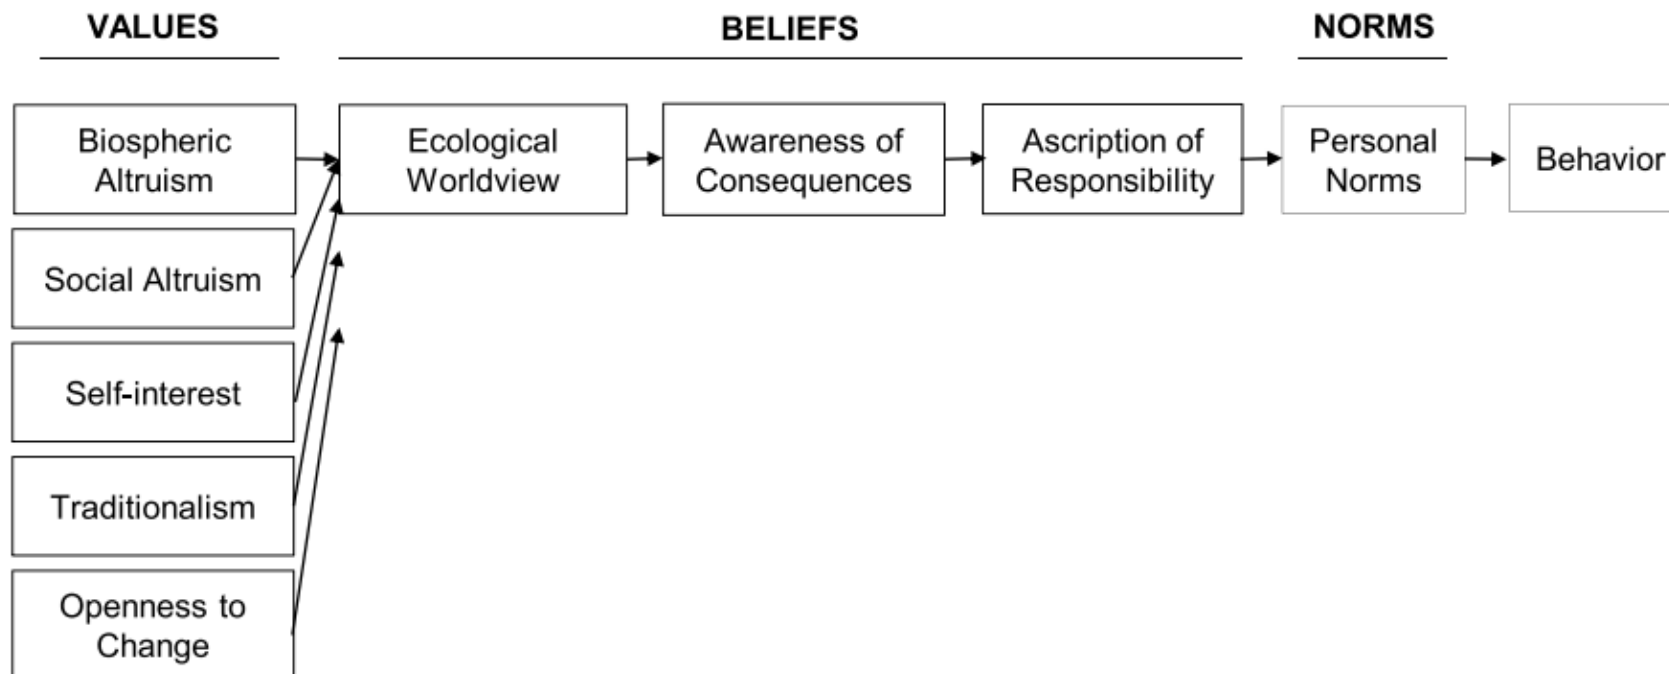 VALUES
BELIEFS
NORMS
Biospheric
Altruism
Ecological
Worldview
Awareness of
Consequences
Ascription of
Responsibility
Personal
Norms
Behavior
Social Altruism
Self-interest
Traditionalism
Openness to
Change